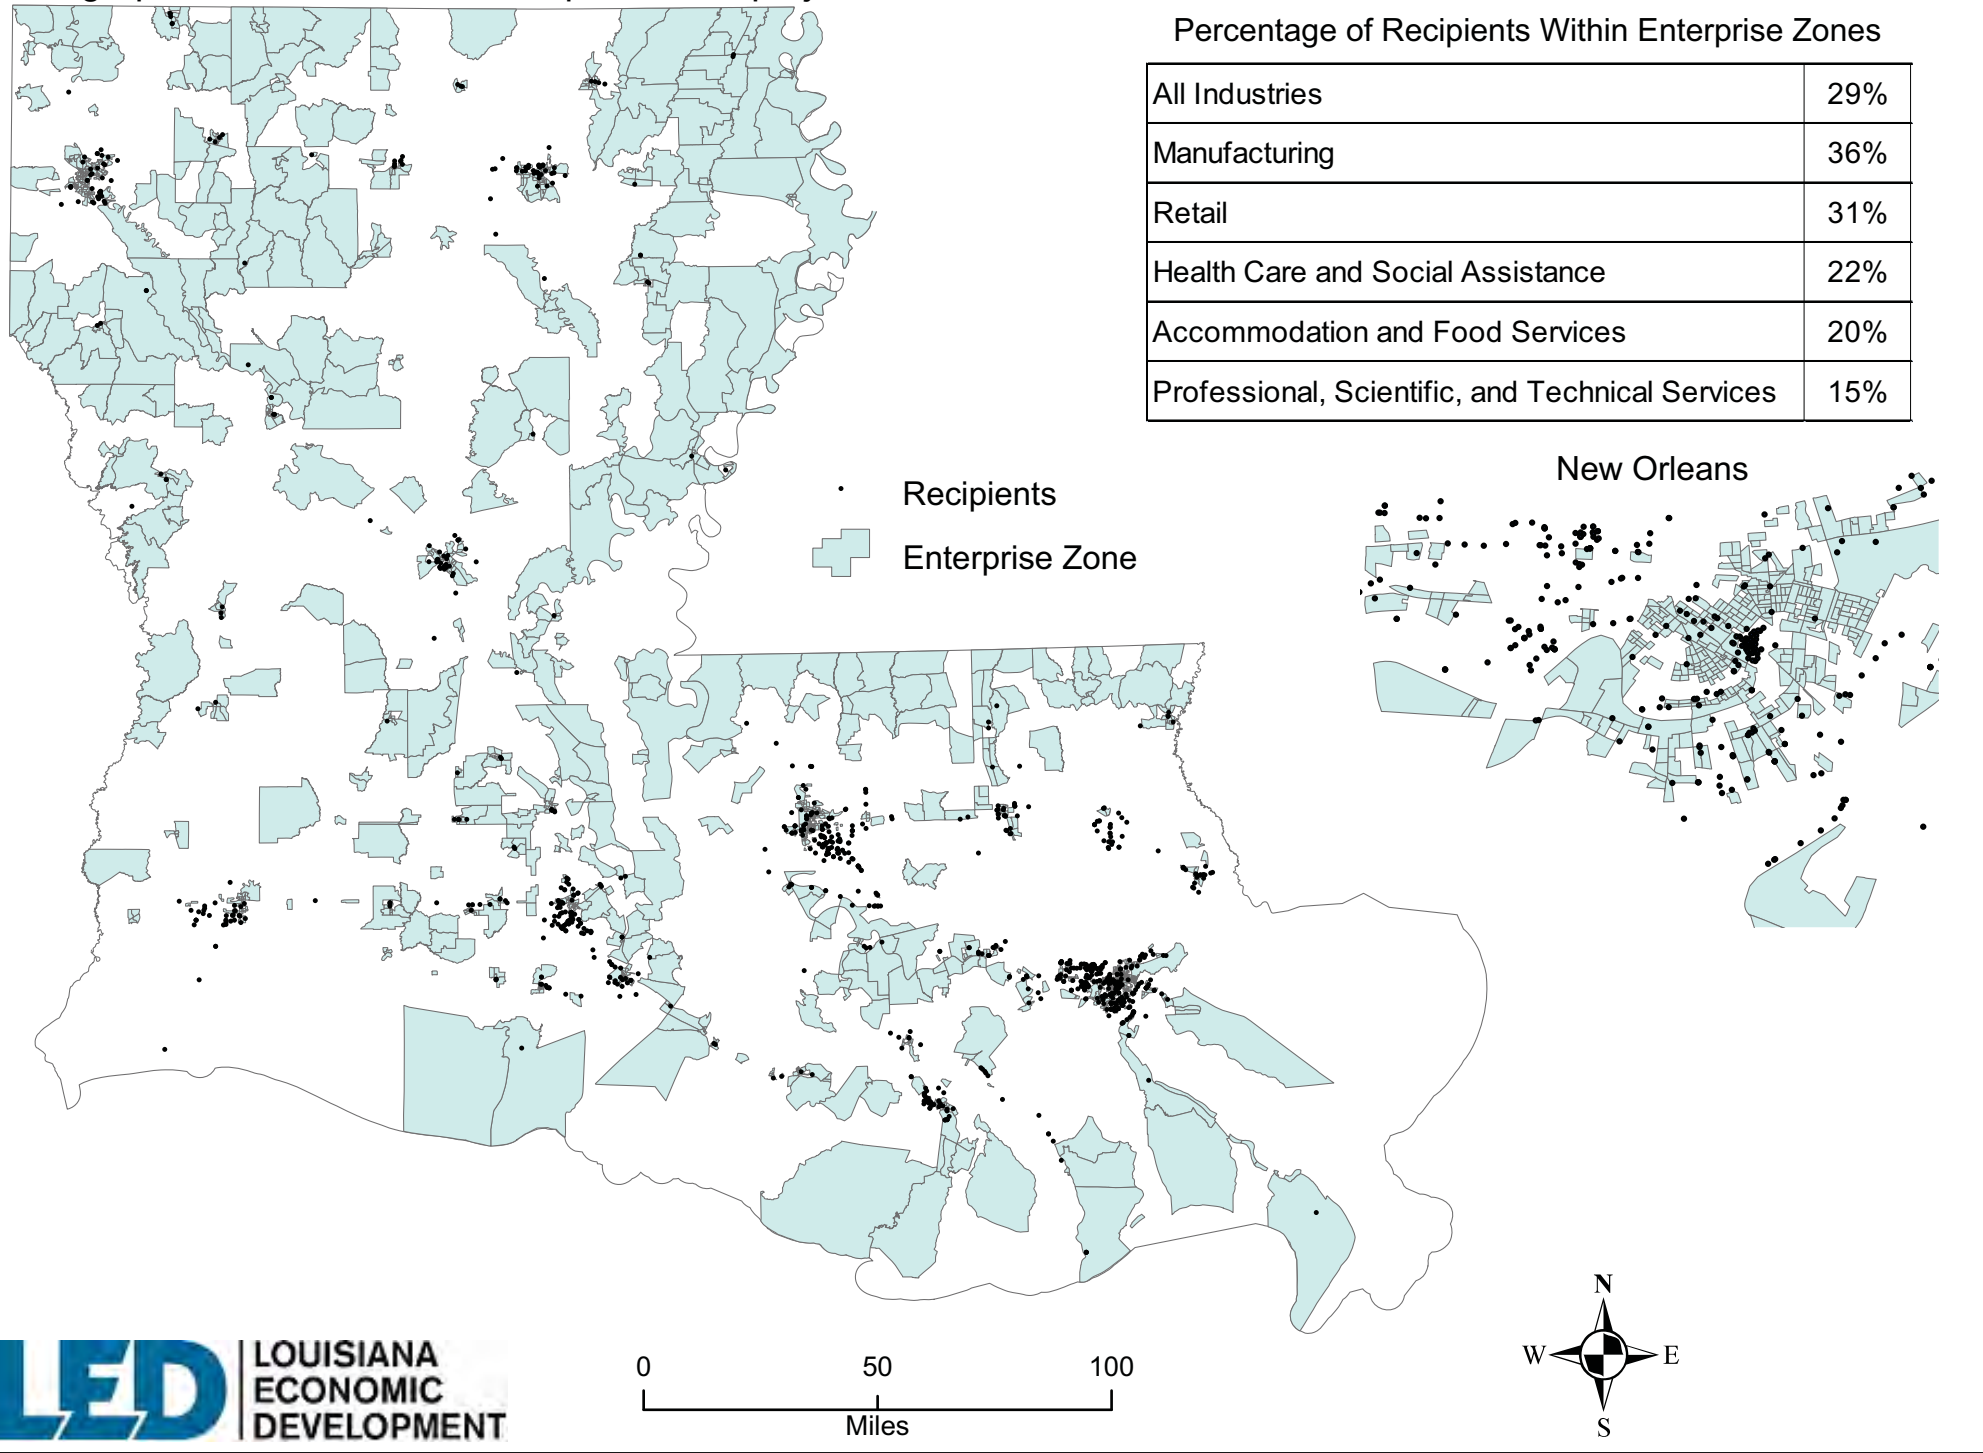 Percentage of Recipients Within Enterprise Zones
All Industries 29%
Manufacturing 36%
Retail 31%
Health Care and Social Assistance 22%
Accommodation and Food Services 20%
Professional, Scientific, and Technical Services 15%
New Orleans
Recipients
Enterprise Zone
N
W E
S
0 50 100
Miles
LED
LOUISIANA
ECONOMIC
DEVELOPMENT